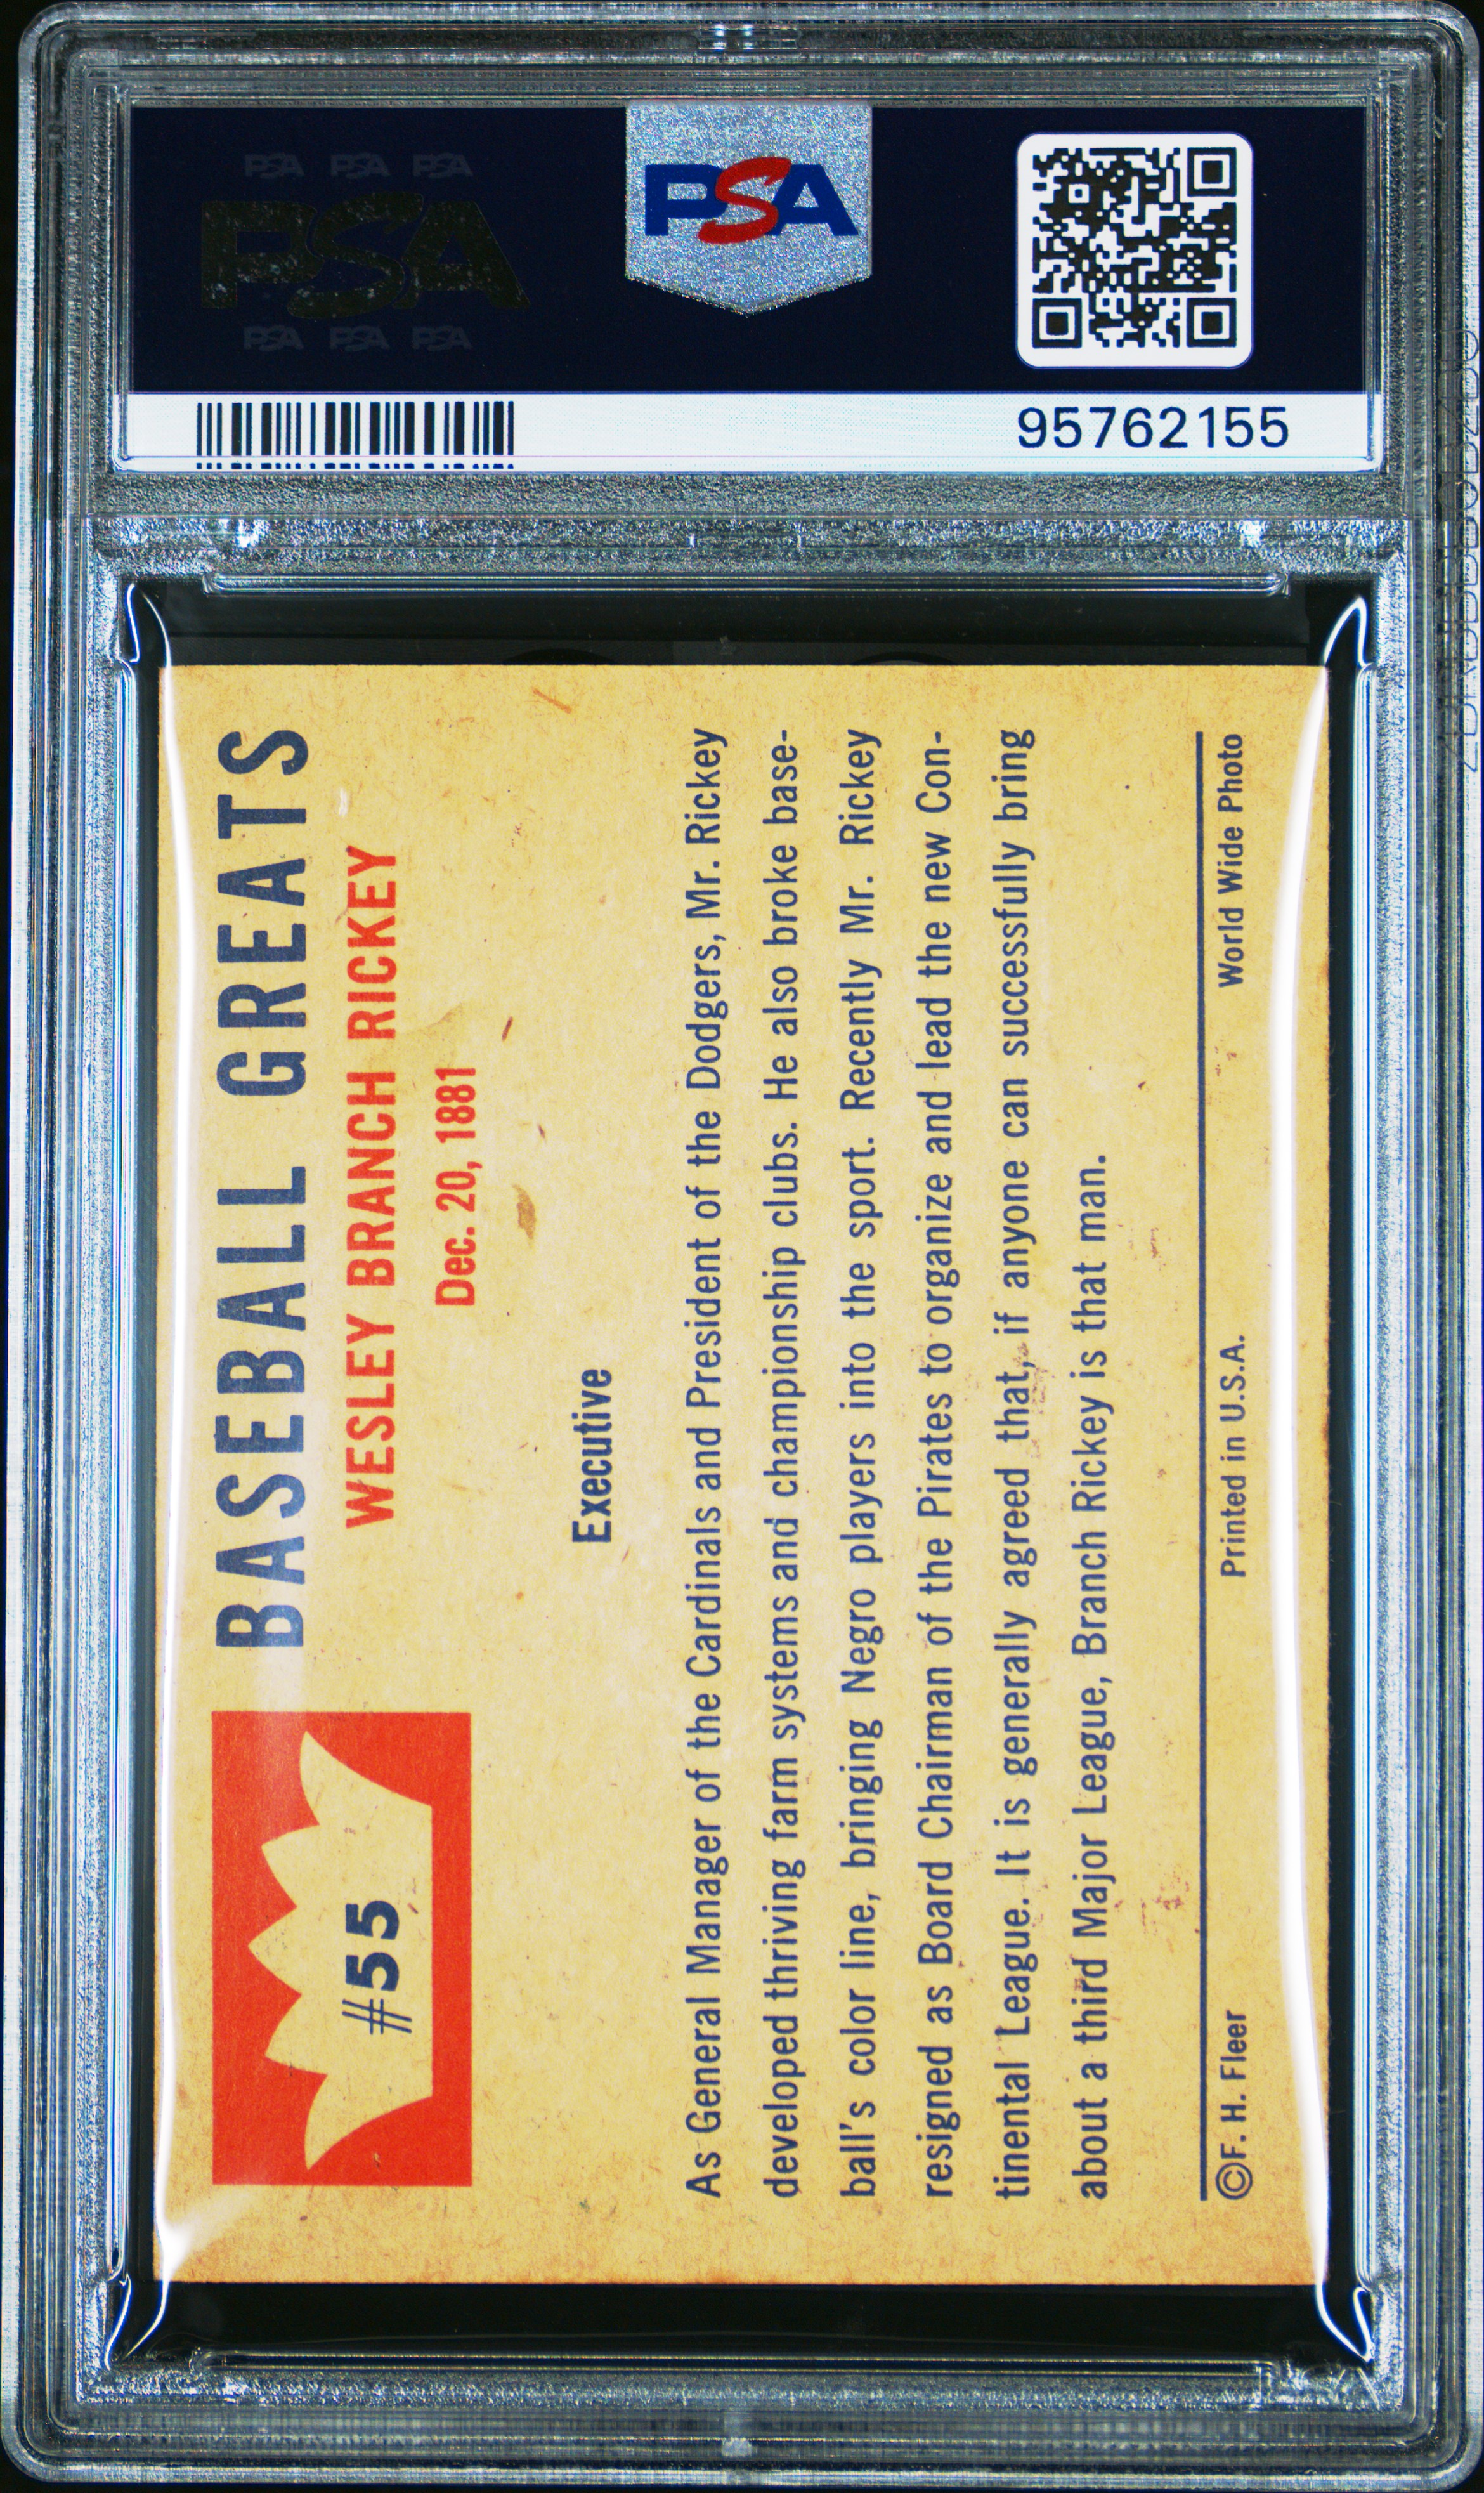 PSA PSA PSA
PSA
PSA PSA PSA
PSA
95762155
BASEBALL GREATS
WESLEY BRANCH RICKEY
Dec. 20, 1881
#55
Executive
As General Manager of the Cardinals and President of the Dodgers, Mr. Rickey
developed thriving farm systems and championship clubs. He also broke base-
ball's color line, bringing Negro players into the sport. Recently Mr. Rickey
resigned as Board Chairman of the Pirates to organize and lead the new Con-
tinental League. It is generally agreed that, if anyone can successfully bring
about a third Major League, Branch Rickey is that man.
©F. H. Fleer Printed in U.S.A. World Wide Photo